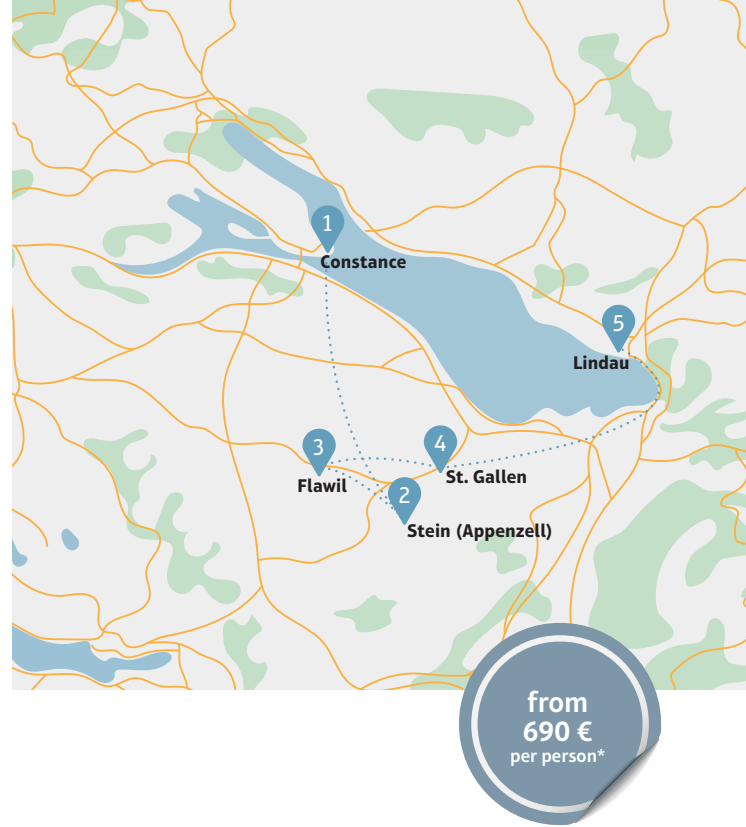 1
Constance
5
Lindau
3
Flawil
4
St. Gallen
2
Stein (Appenzell)
from
690 €
per person*